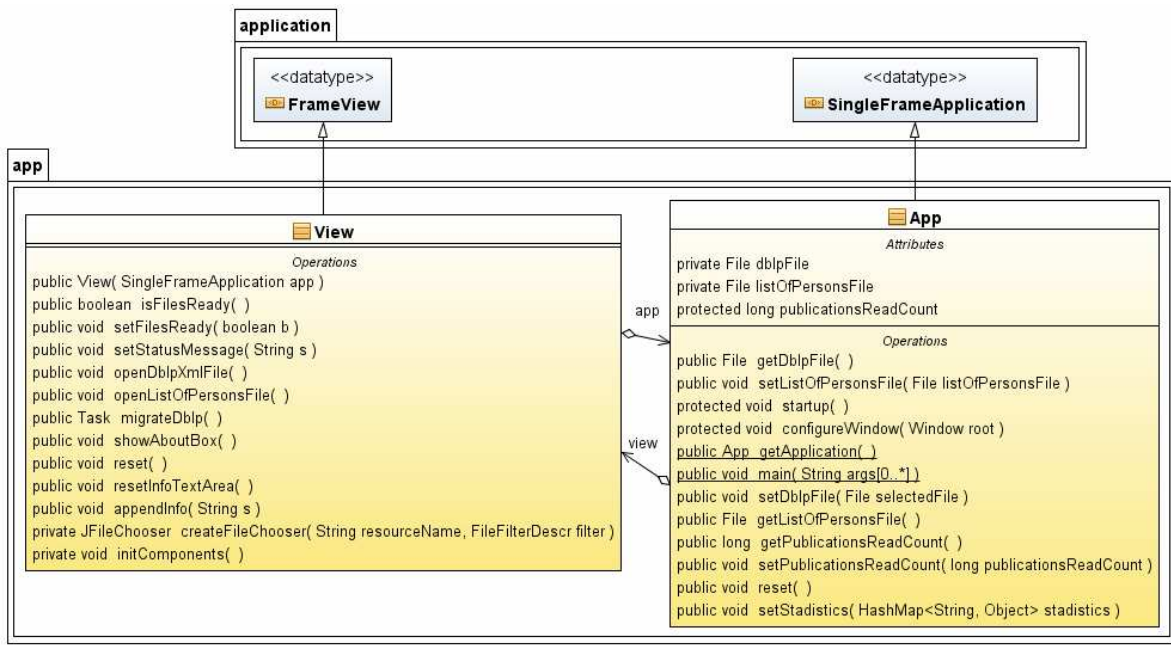 application
<<datatype>>
FrameView
<<datatype>>
SingleFrameApplication
app
View
Operations
public View( SingleFrameApplication app )
public boolean isFilesReady( )
public void setFilesReady( boolean b )
public void setStatusMessage( String s )
public void openDblpXmlFile( )
public void openListOfPersonsFile( )
public Task migrateDblp( )
public void showAboutBox( )
public void reset( )
public void resetInfoTextArea( )
public void appendInfo( String s )
private JFileChooser createFileChooser( String resourceName, FileFilterDescr filter )
private void initComponents( )
app
view
App
Attributes
private File dblpFile
private File listOfPersonsFile
protected long publicationsReadCount
Operations
public File getDblpFile( )
public void setListOfPersonsFile( File listOfPersonsFile )
protected void startup( )
protected void configureWindow( Window root )
public App getApplication( )
public void main( String args[0..*] )
public void setDblpFile( File selectedFile )
public File getListOfPersonsFile( )
public long getPublicationsReadCount( )
public void setPublicationsReadCount( long publicationsReadCount )
public void reset( )
public void setStadistics( HashMap<String, Object> stadistics )